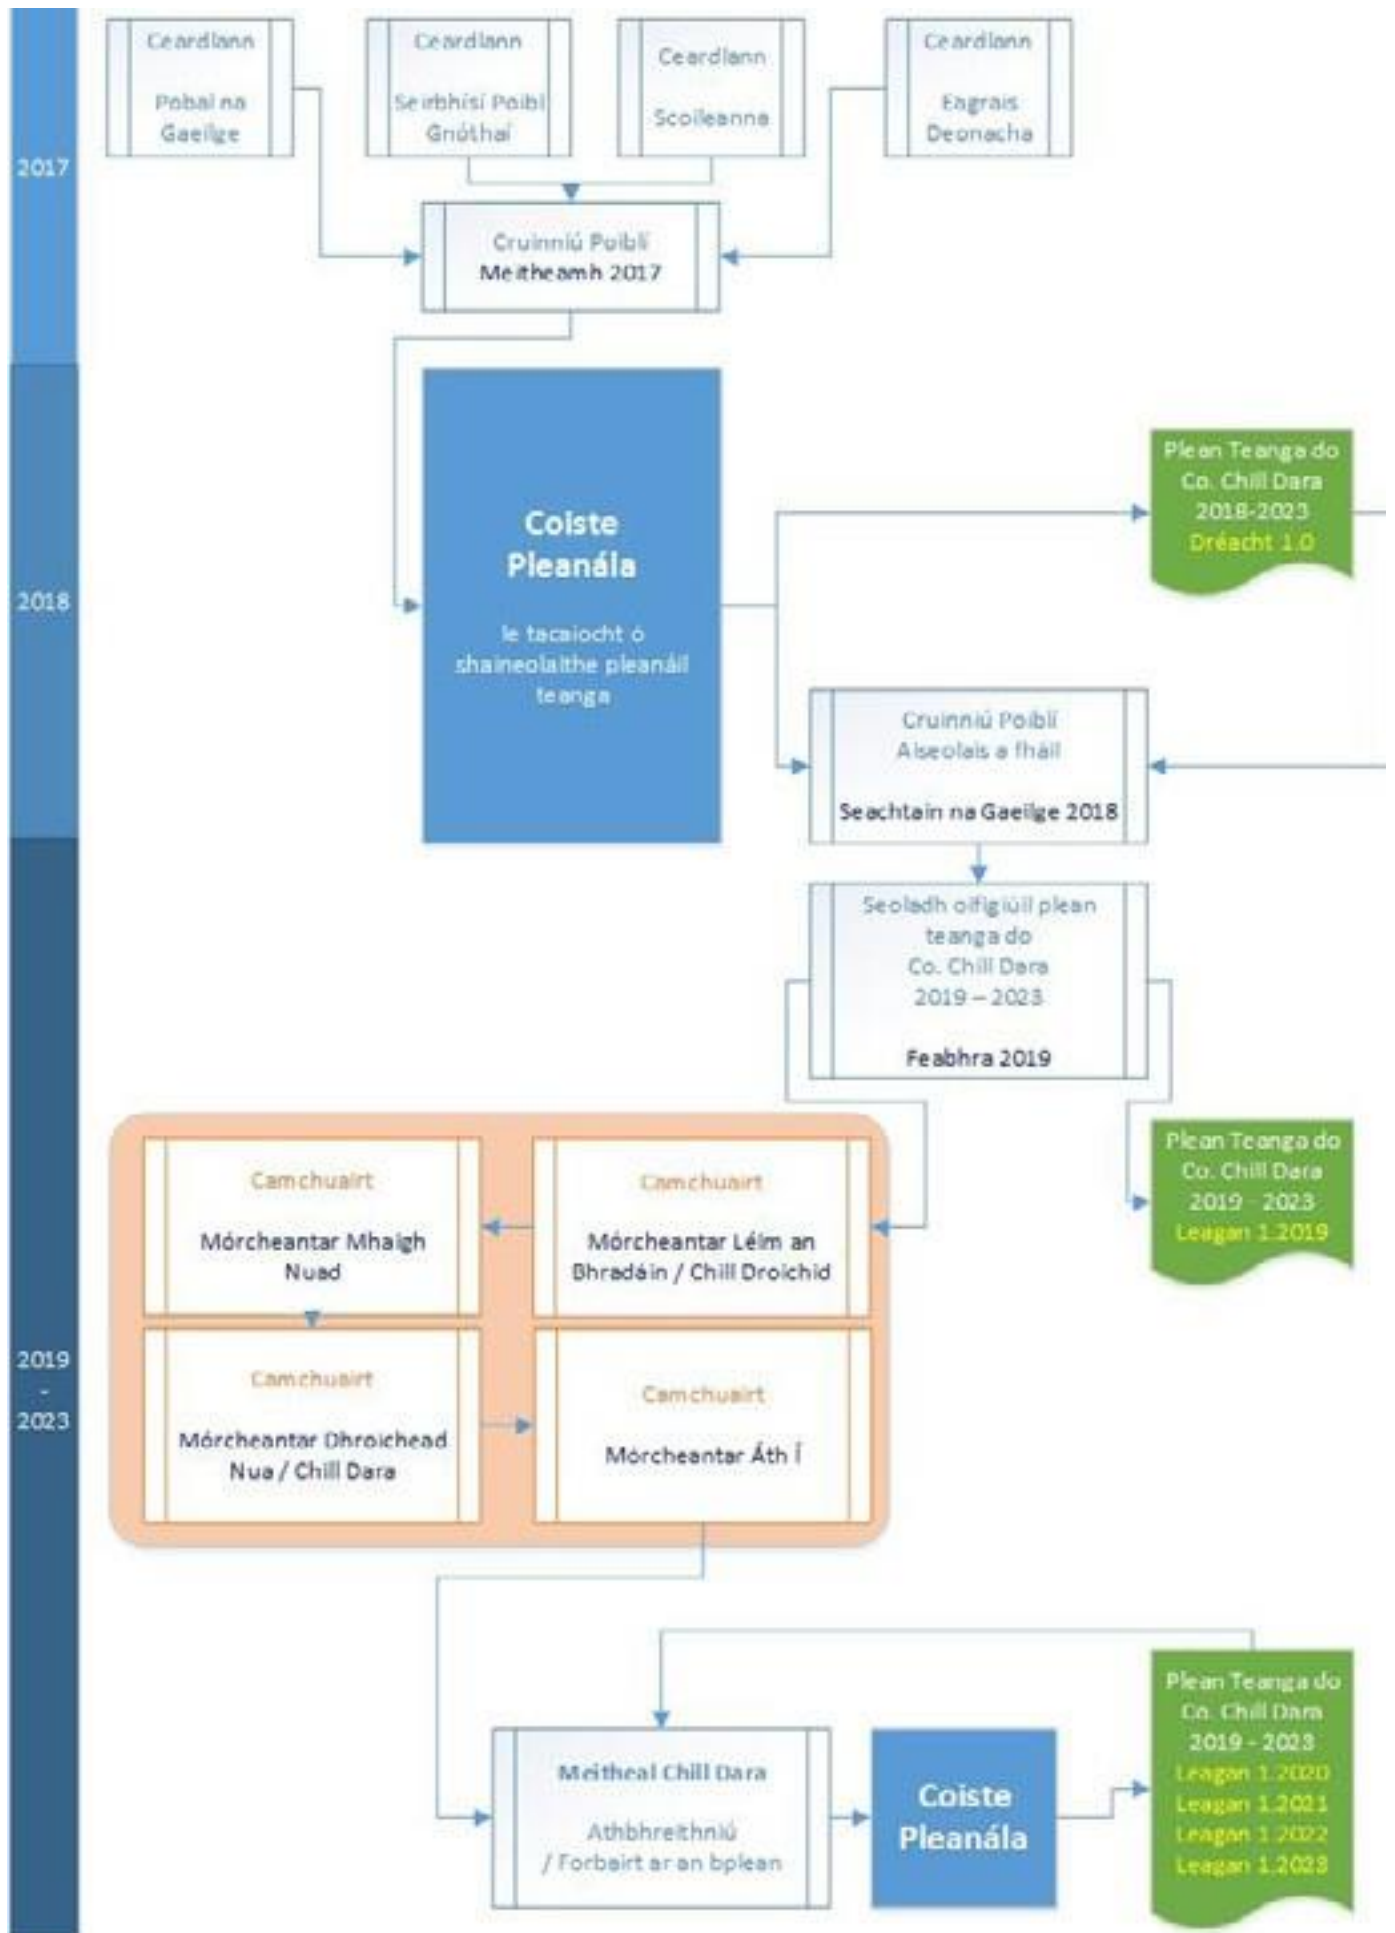 2017
Ceardlann
Pobal na
Gaeilge
Ceardlann
Seirbhísí Poiblí
Gnóthaí
Ceardlann
Scoileanna
Ceardlann
Eagrais
Deonacha
Cruinniú Poiblí
Meitheamh 2017
2018
Coiste
Pleanála
le tacaíocht ó
shaineolaithe pleanáil
teanga
Plean Teanga do
Co. Chill Dara
2018-2023
Dréacht 1.0
Cruinniú Poiblí
Aiseolais a fháil
Seachtain na Gaeilge 2018
Seoladh oifigiúil plean
teanga do
Co. Chill Dara
2019 – 2023
Feabhra 2019
Plean Teanga do
Co. Chill Dara
2019 - 2023
Leagan 1.2019
2019
-
2023
Camchuairt
Mórcheantar Mhaigh
Nuad
Camchuairt
Mórcheantar Léim an
Bhradáin / Chill Droichid
Camchuairt
Mórcheantar Dhroichead
Nua / Chill Dara
Camchuairt
Mórcheantar Áth Í
Meitheal Chill Dara
Athbhreithniú
/ Forbairt ar an bplean
Coiste
Pleanála
Plean Teanga do
Co. Chill Dara
2019 - 2023
Leagan 1.2020
Leagan 1.2021
Leagan 1.2022
Leagan 1.2023